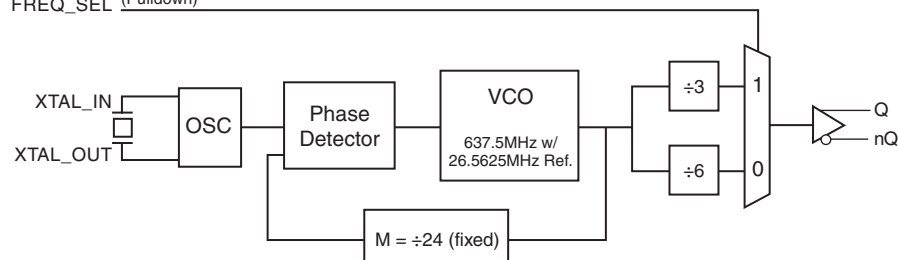 FREQ_SEL (Pulldown)
XTAL_IN
XTAL_OUT
OSC
Phase
Detector
VCO
637.5MHz w/
26.5625MHz Ref.
÷3
÷6
1
0
Q
nQ
M = ÷24 (fixed)